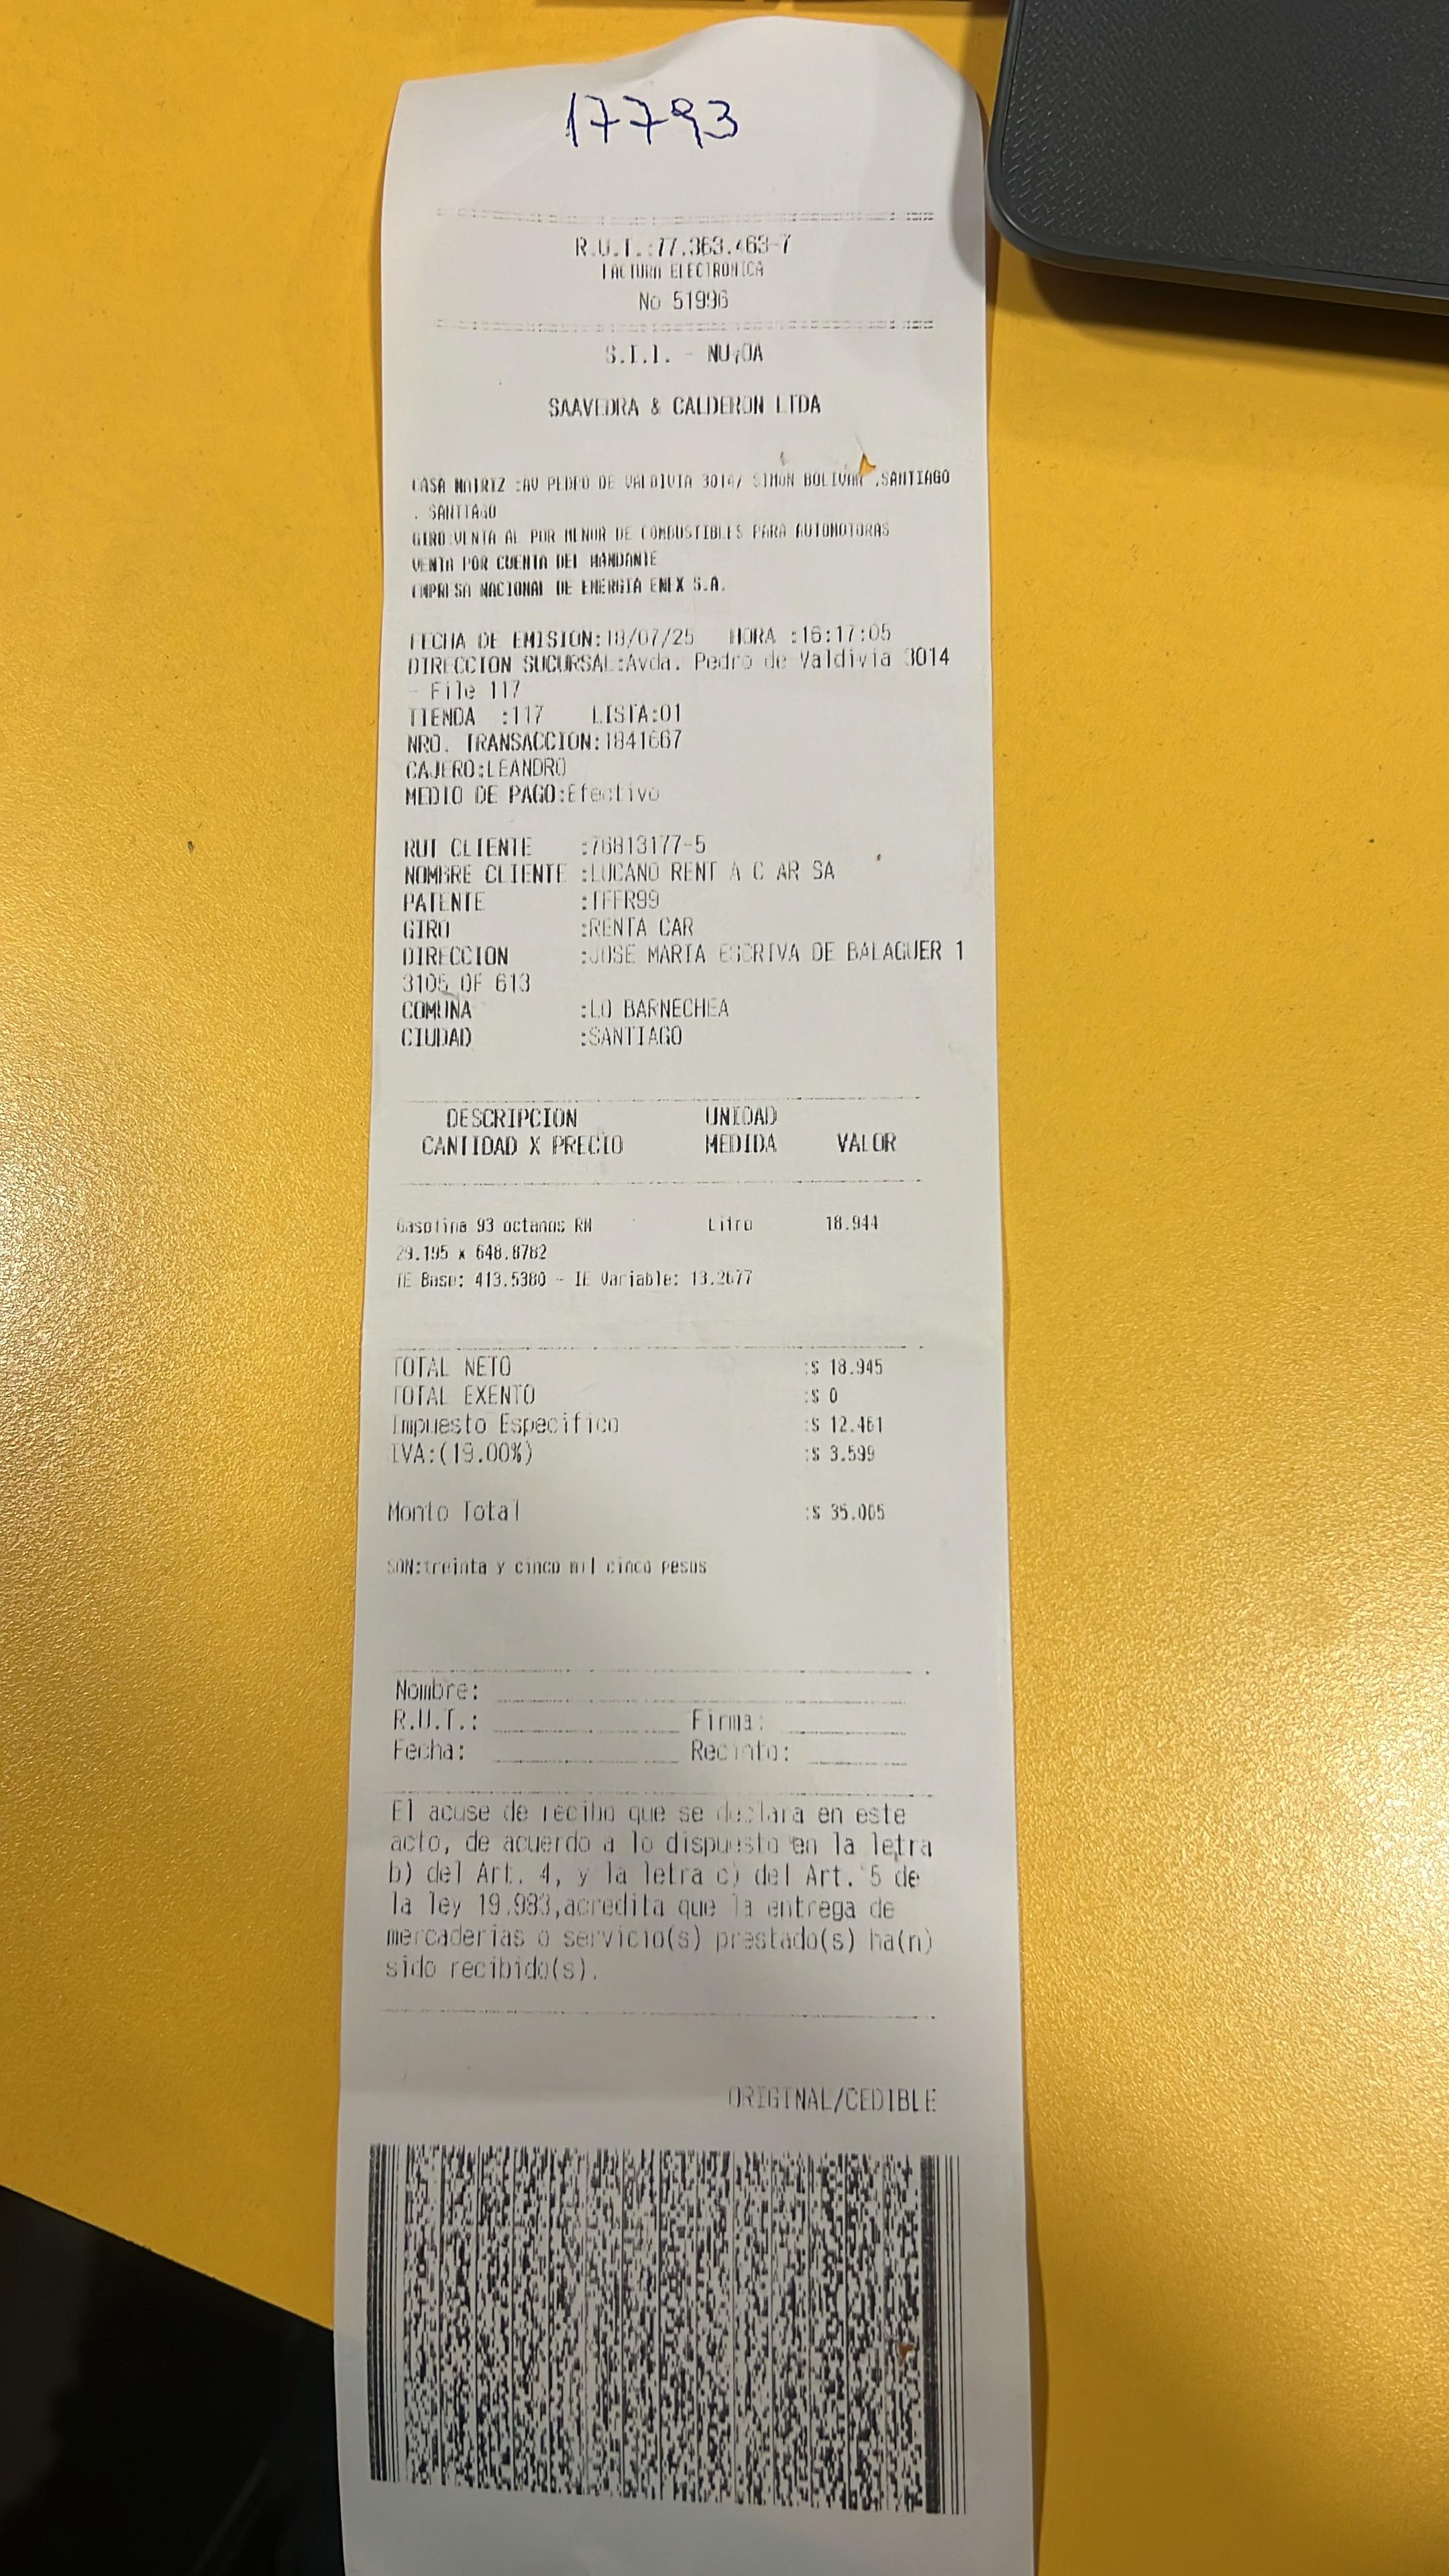 17793
R.U.T.:77.363.463-7
FACTURA ELECTRONICA
No 51996
S.I.I. - NU¡OA
SAAVEDRA & CALDERON LTDA
CASA MATRIZ :AV PEDRO DE VALDIVIA 3014/ SIMON BOLIVAR ,SANTIAGO
, SANTIAGO
GIRO:VENTA AL POR MENOR DE COMBUSTIBLES PARA AUTOMOTORAS
VENTA POR CUENTA DEL MANDANTE
EMPRESA NACIONAL DE ENERGIA ENEX S.A.
FECHA DE EMISION:18/07/25 HORA :16:17:05
DIRECCION SUCURSAL:Avda. Pedro de Valdivia 3014
- File 117
TIENDA :117 LISTA:01
NRO. TRANSACCION:1841667
CAJERO:LEANDRO
MEDIO DE PAGO:Efectivo
RUT CLIENTE :76813177-5
NOMBRE CLIENTE :LUCANO RENT A C AR SA
PATENTE :TFFR99
GIRO :RENTA CAR
DIRECCION :JOSE MARIA ESCRIVA DE BALAGUER 1
3105 OF 613
COMUNA :LO BARNECHEA
CIUDAD :SANTIAGO
DESCRIPCION UNIDAD
CANTIDAD X PRECIO MEDIDA VALOR
Gasolina 93 octanos RM Litro 18.944
29.195 x 648.8782
IE Base: 413.5380 - IE Variable: 13.2677
TOTAL NETO :$ 18.945
TOTAL EXENTO :$ 0
Impuesto Especifico :$ 12.461
IVA:(19.00%) :$ 3.599
Monto Total :$ 35.005
SON:treinta y cinco mil cinco pesos
Nombre:
R.U.T.: Firma:
Fecha: Recinto:
El acuse de recibo que se declara en este
acto, de acuerdo a lo dispuesto en la letra
b) del Art. 4, y la letra c) del Art. 5 de
la ley 19.983,acredita que la entrega de
mercaderias o servicio(s) prestado(s) ha(n)
sido recibido(s).
ORIGINAL/CEDIBLE